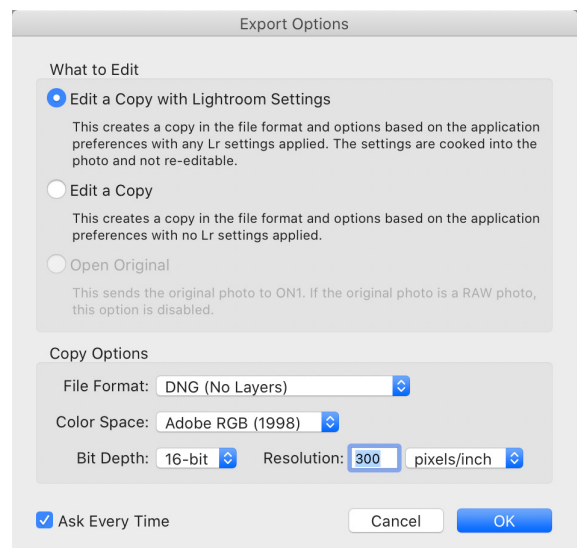 Export Options
What to Edit
Edit a Copy with Lightroom Settings
This creates a copy in the file format and options based on the application
preferences with any Lr settings applied. The settings are cooked into the
photo and not re-editable.
Edit a Copy
This creates a copy in the file format and options based on the application
preferences with no Lr settings applied.
Open Original
This sends the original photo to ON1. If the original photo is a RAW photo,
this option is disabled.
Copy Options
File Format: DNG (No Layers)
Color Space: Adobe RGB (1998)
Bit Depth: 16-bit Resolution: 300 pixels/inch
Ask Every Time Cancel OK